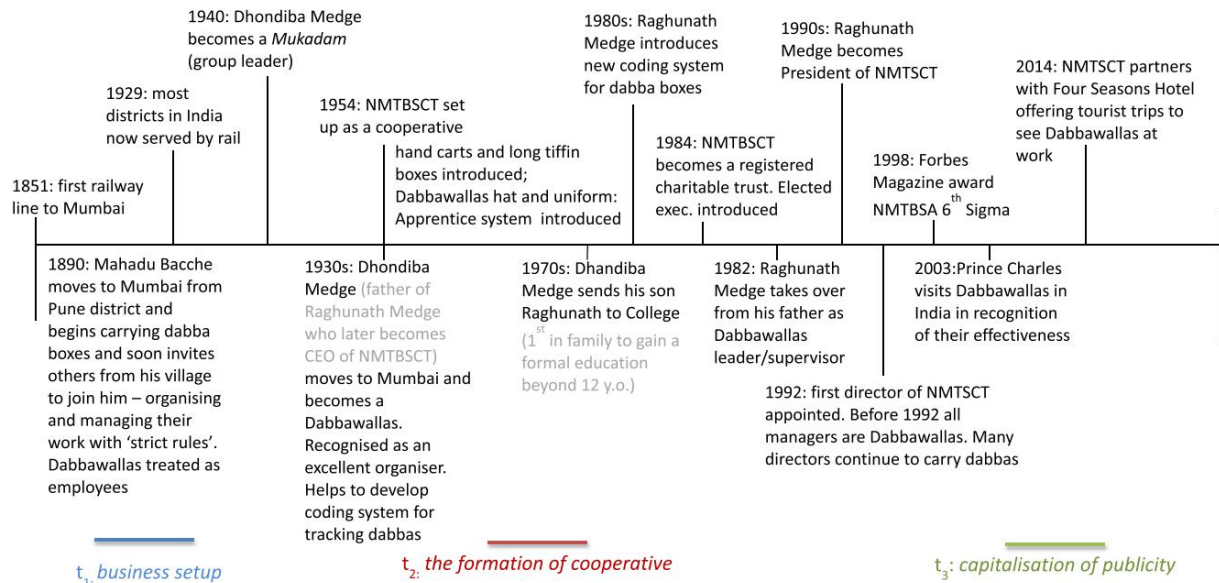 1851: first railway
line to Mumbai
1929: most
districts in India
now served by rail
1940: Dhondiba Medge
becomes a Mukadam
(group leader)
1954: NMTBSCT set
up as a cooperative
hand carts and long tiffin
boxes introduced;
Dabbawallas hat and uniform:
Apprentice system introduced
1980s: Raghunath
Medge introduces
new coding system
for dabba boxes
1984: NMTBSCT
becomes a registered
charitable trust. Elected
exec. introduced
1990s: Raghunath
Medge becomes
President of NMTSCT
1998: Forbes
Magazine award
NMTBSA 6th Sigma
2014: NMTSCT partners
with Four Seasons Hotel
offering tourist trips to
see Dabbawallas at
work
1890: Mahadu Bacche
moves to Mumbai from
Pune district and
begins carrying dabba
boxes and soon invites
others from his village
to join him – organising
and managing their
work with ‘strict rules’.
Dabbawallas treated as
employees
1930s: Dhondiba
Medge (father of
Raghunath Medge
who later becomes
CEO of NMTBSCT)
moves to Mumbai and
becomes a
Dabbawallas.
Recognised as an
excellent organiser.
Helps to develop
coding system for
tracking dabbas
1970s: Dhandiba
Medge sends his son
Raghunath to College
(1st in family to gain a
formal education
beyond 12 y.o.)
1982: Raghunath
Medge takes over
from his father as
Dabbawallas
leader/supervisor
1992: first director of NMTSCT
appointed. Before 1992 all
managers are Dabbawallas. Many
directors continue to carry dabbas
2003:Prince Charles
visits Dabbawallas in
India in recognition
of their effectiveness
t1: business setup
t2: the formation of cooperative
t3: capitalisation of publicity